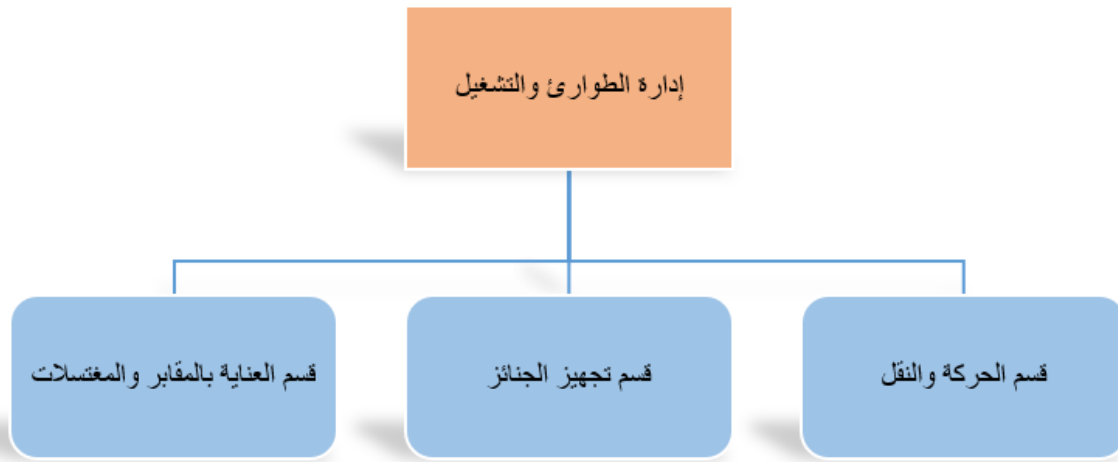 إدارة الطوارئ والتشغيل
قسم الحركة والنقل
قسم تجهيز الجنائز
قسم العناية بالمقابر والمغتسلات